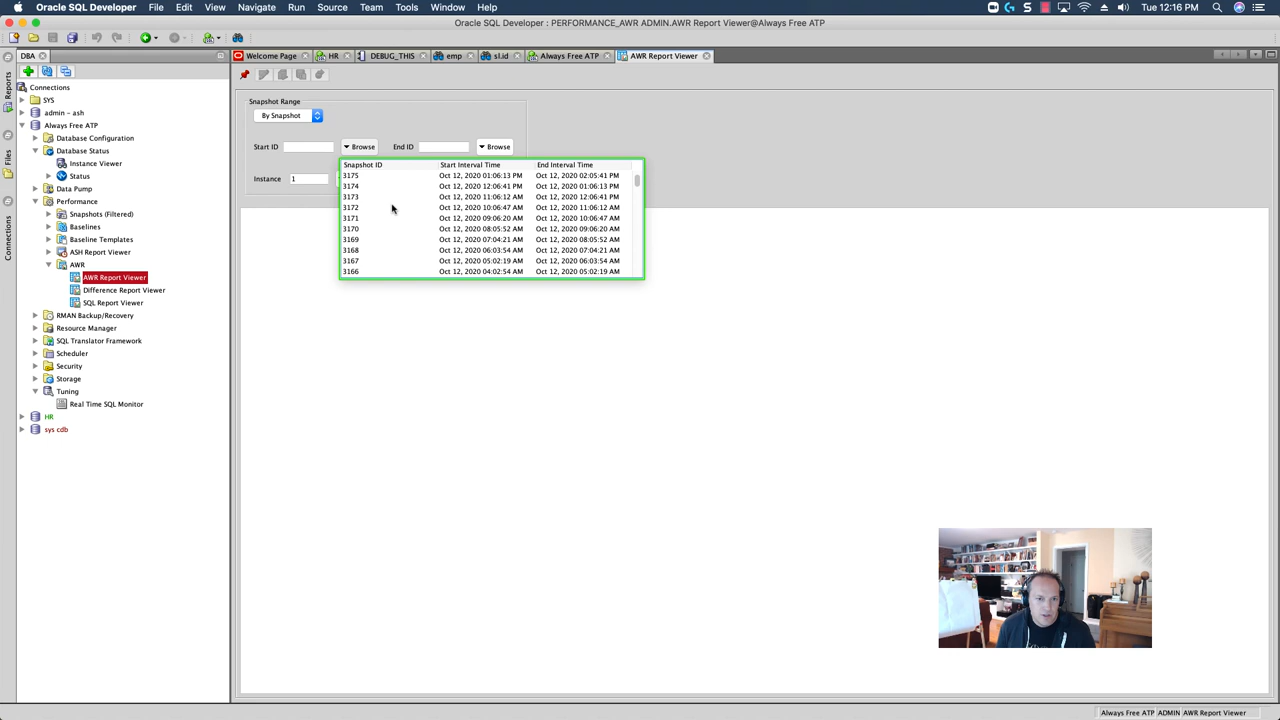 Oracle SQL Developer File Edit View Navigate Run Team Tools Window Help Tue 12:16 PM
Oracle SQL Developer : PERFORMANCE_AWR ADMIN.AWR Report Viewer@Always Free ATP
DBA
Welcome Page HR DEBUG_THIS emp sl.id Always Free ATP AWR Report Viewer
Reports
Files
Connections
Connections
SYS
admin - ash
Always Free ATP
Database Configuration
Database Status
Instance Viewer
Status
Data Pump
Performance
Snapshots (Filtered)
Baselines
Baseline Templates
ASH Report Viewer
AWR
AWR Report Viewer
Difference Report Viewer
SQL Report Viewer
RMAN Backup/Recovery
Resource Manager
SQL Translator Framework
Scheduler
Security
Storage
Tuning
Real Time SQL Monitor
HR
sys cdb
Snapshot Range
By Snapshot
Start ID Browse End ID Browse
Instance 1
Snapshot ID Start Interval Time End Interval Time
3175 Oct 12, 2020 01:06:13 PM Oct 12, 2020 02:05:41 PM
3174 Oct 12, 2020 12:06:41 PM Oct 12, 2020 01:06:13 PM
3173 Oct 12, 2020 11:06:12 AM Oct 12, 2020 12:06:41 PM
3172 Oct 12, 2020 10:06:47 AM Oct 12, 2020 11:06:12 AM
3171 Oct 12, 2020 09:06:20 AM Oct 12, 2020 10:06:47 AM
3170 Oct 12, 2020 08:05:52 AM Oct 12, 2020 09:06:20 AM
3169 Oct 12, 2020 07:04:21 AM Oct 12, 2020 08:05:52 AM
3168 Oct 12, 2020 06:03:54 AM Oct 12, 2020 07:04:21 AM
3167 Oct 12, 2020 05:02:19 AM Oct 12, 2020 06:03:54 AM
3166 Oct 12, 2020 04:02:54 AM Oct 12, 2020 05:02:19 AM
Always Free ATP ADMIN AWR Report Viewer